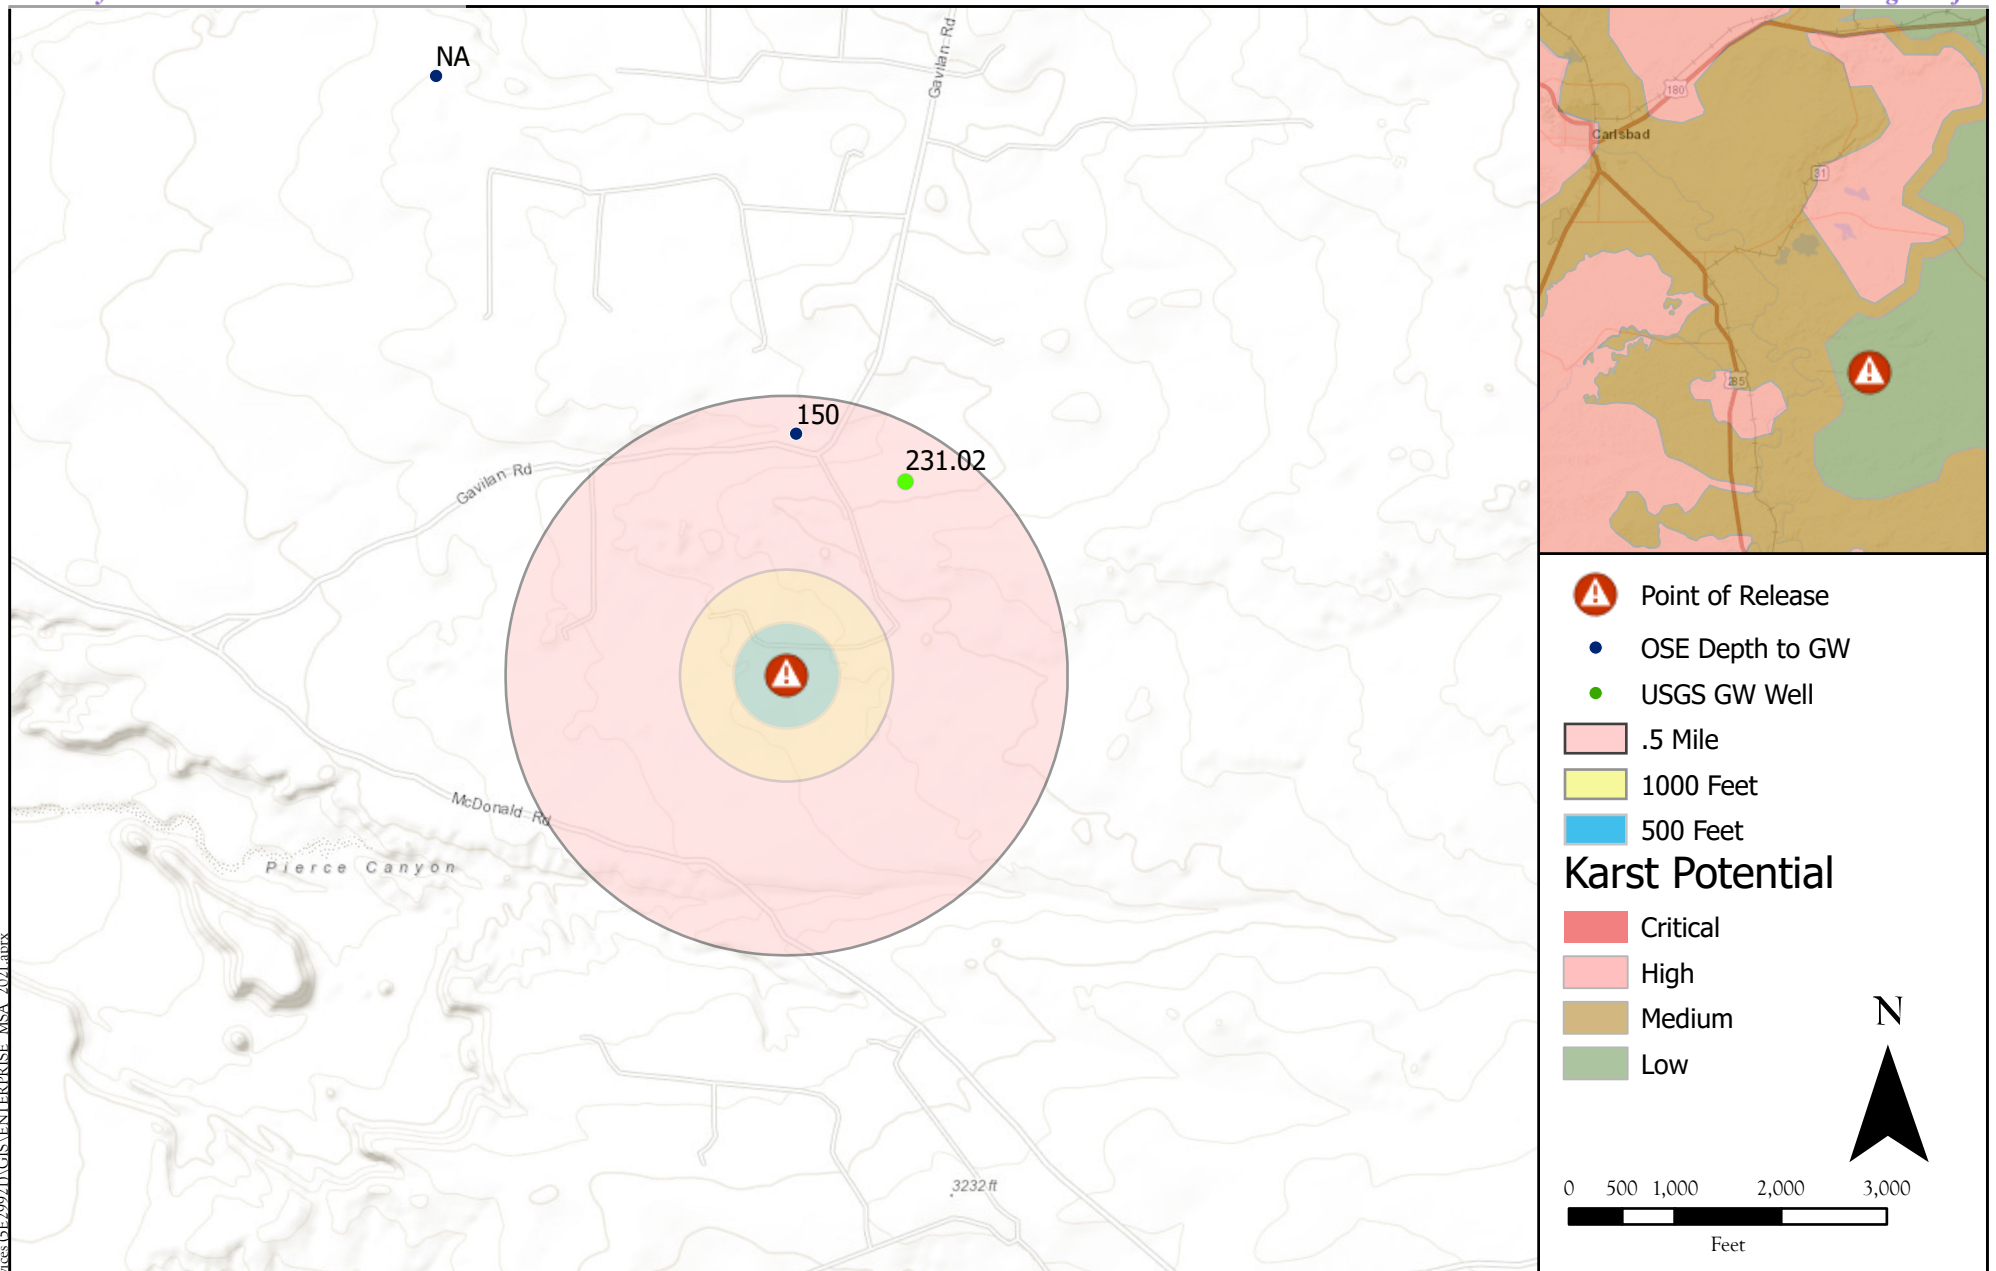 NA
Gavilan Rd
150
231.02
Gavilan Rd
McDonald Rd
Pierce Canyon
3232 ft
180
Carlsbad
31
285
Point of Release
OSE Depth to GW
USGS GW Well
.5 Mile
1000 Feet
500 Feet
Karst Potential
Critical
High
Medium
Low
N
0 500 1,000 2,000 3,000
Feet